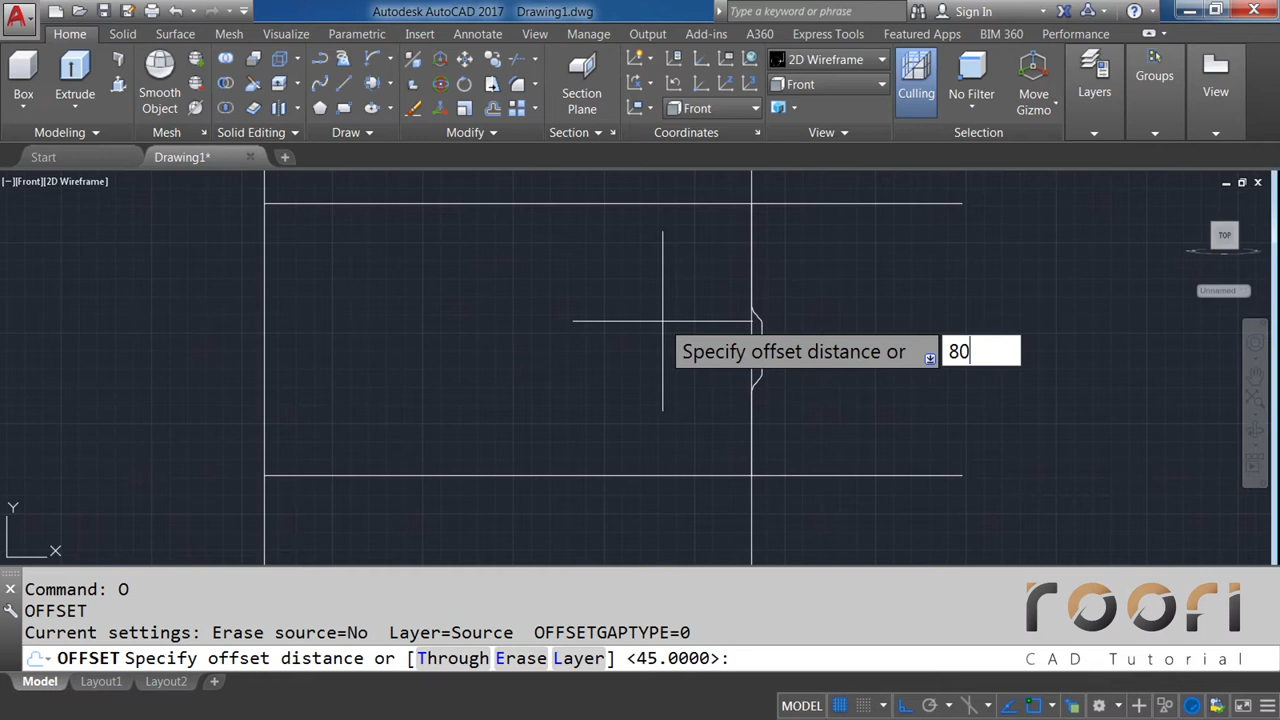 Autodesk AutoCAD 2017 Drawing1.dwg
Type a keyword or phrase
Sign In
Home Solid Surface Mesh Visualize Parametric Insert Annotate View Manage Output Add-ins A360 Express Tools Featured Apps BIM 360 Performance
2D Wireframe
Front
Front
Box
Extrude
Smooth
Object
Section
Plane
Culling
No Filter
Move
Gizmo
Layers
Groups
View
Modeling
Mesh
Solid Editing
Draw
Modify
Section
Coordinates
View
Selection
Start
Drawing1*
[−][Front][2D Wireframe]
TOP
Unnamed
Specify offset distance or 80
Y
X
Command: O
OFFSET
Current settings: Erase source=No Layer=Source OFFSETGAPTYPE=0
OFFSET Specify offset distance or [Through Erase Layer] <45.0000>:
roofi
CAD Tutorial
Model Layout1 Layout2
MODEL